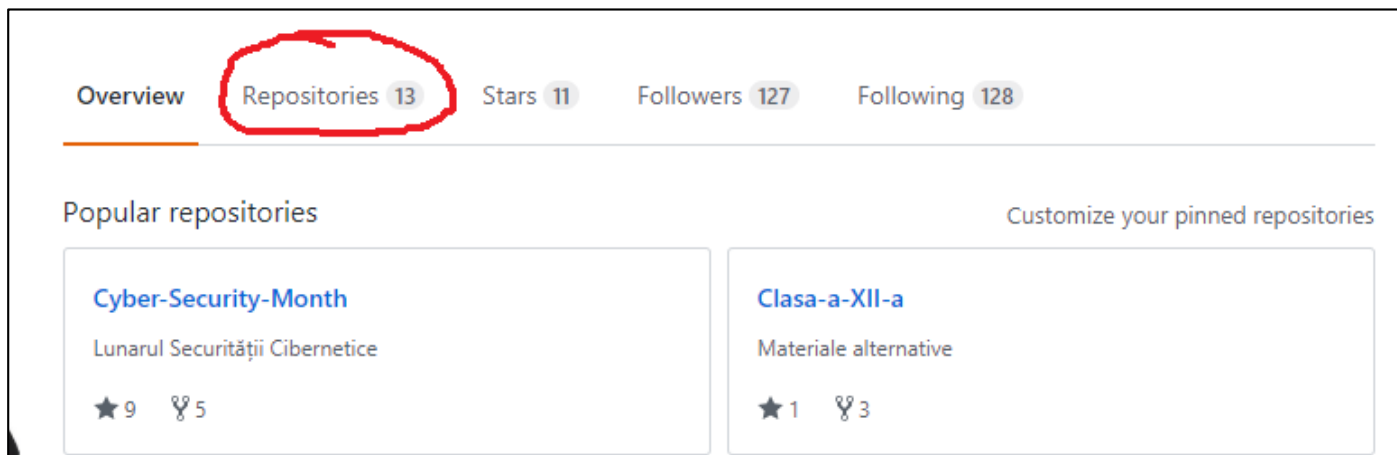 Overview Repositories 13 Stars 11 Followers 127 Following 128
Popular repositories Customize your pinned repositories
Cyber-Security-Month Clasa-a-XII-a
Lunarul Securității Cibernetice Materiale alternative
9 5 1 3